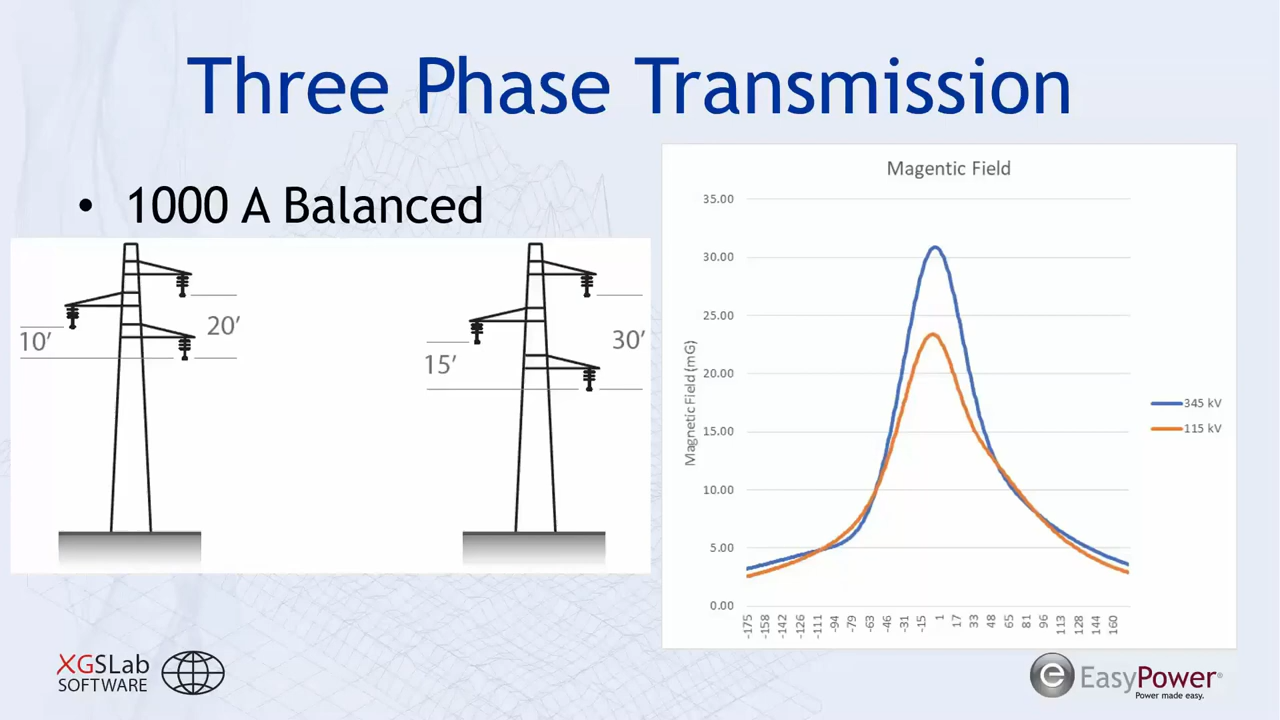 Three Phase Transmission
• 1000 A Balanced
10′
20′
15′
30′
Magentic Field
Magnetic Field (mG)
35.00
30.00
25.00
20.00
15.00
10.00
5.00
0.00
-175 -158 -142 -126 -111 -94 -79 -63 -46 -31 -15 1 17 33 48 65 81 96 113 128 144 160
345 kV
115 kV
XGSLab
SOFTWARE
e EasyPower®
Power made easy.